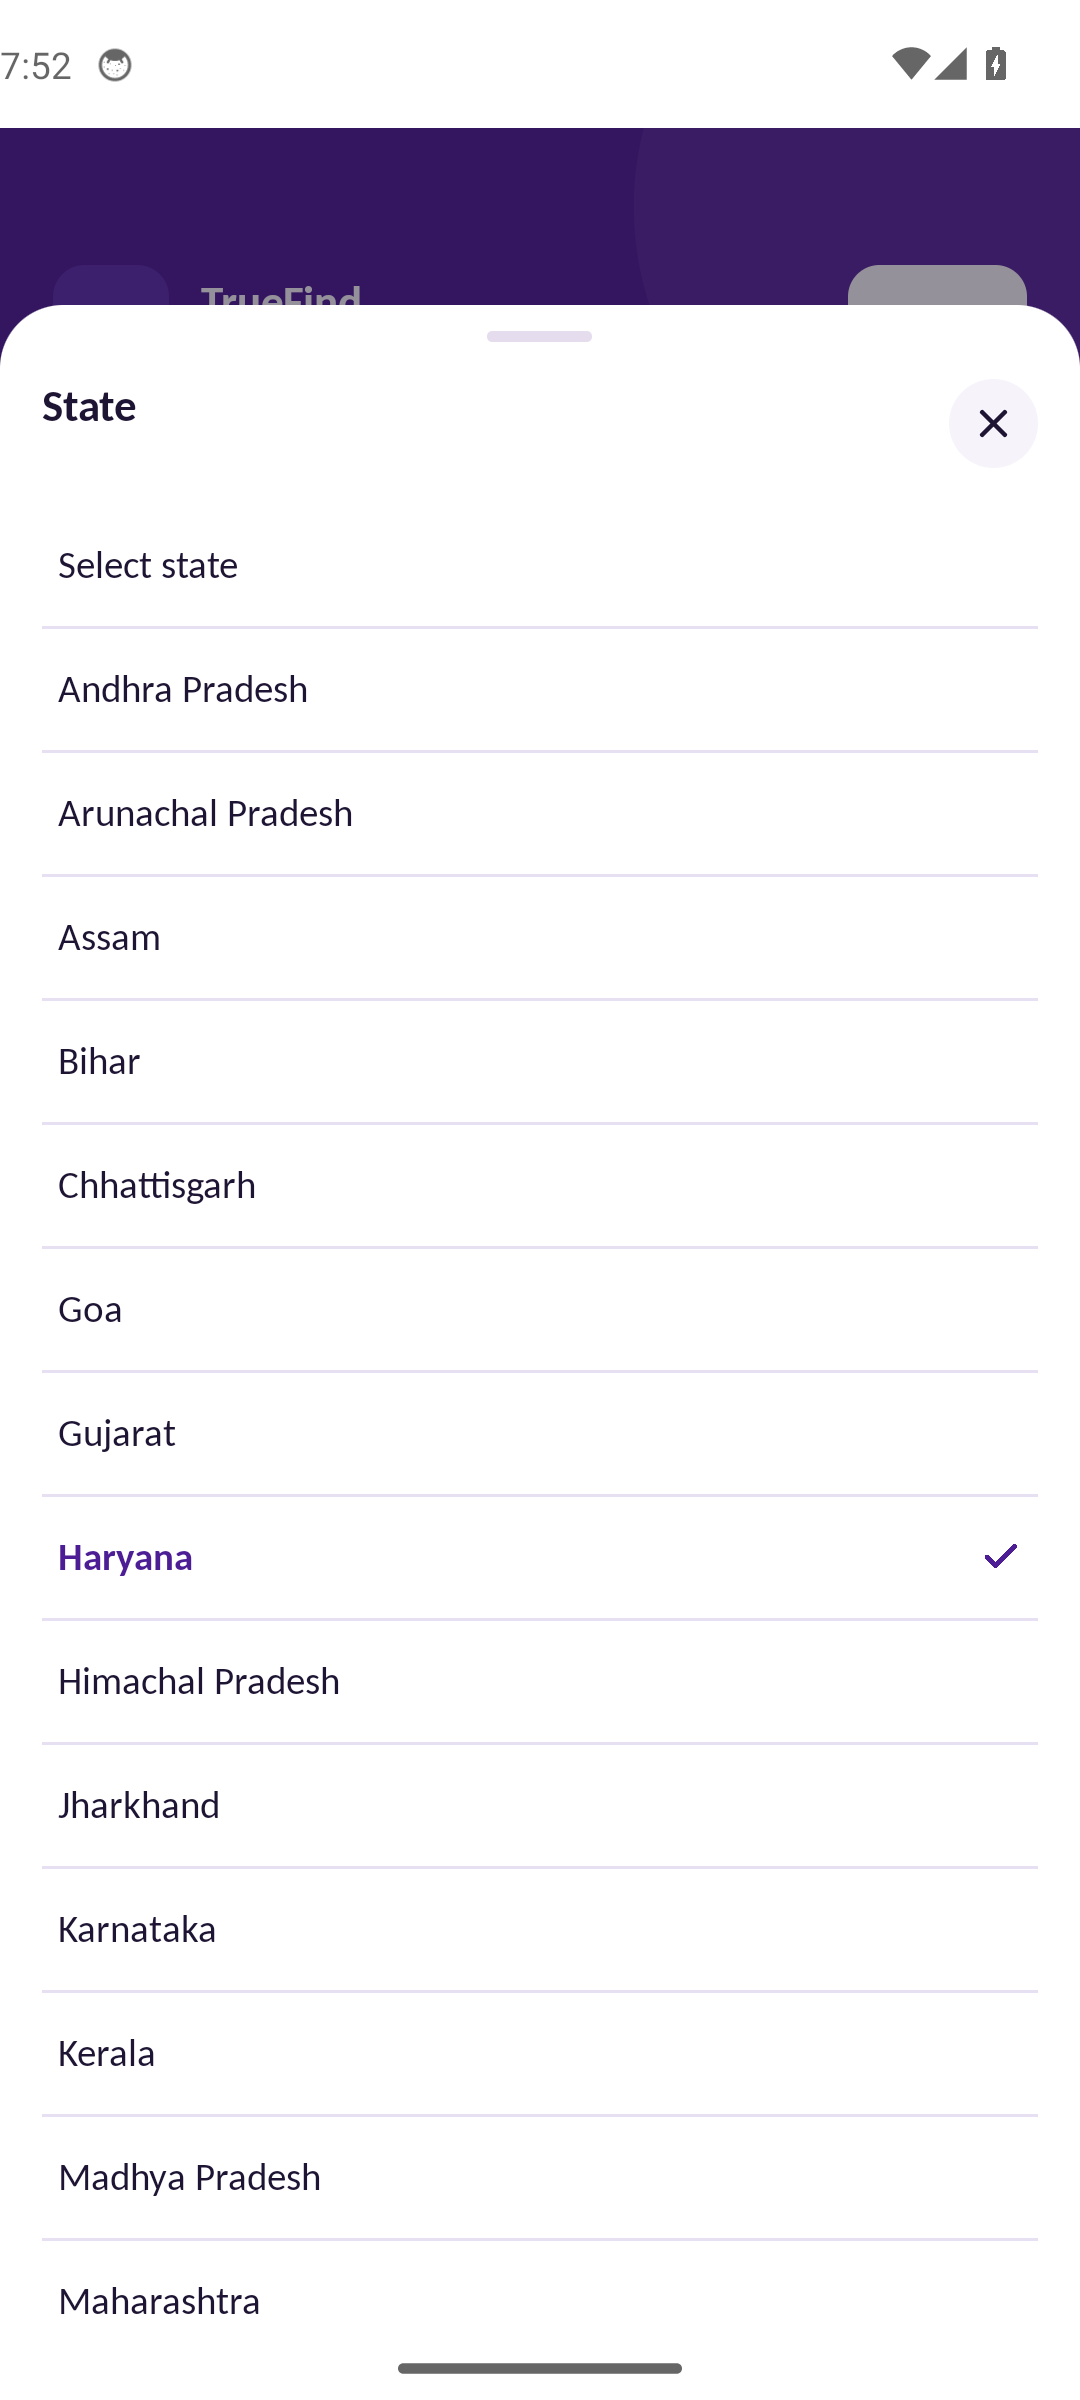 7:52
TrueFind
State
Select state
Andhra Pradesh
Arunachal Pradesh
Assam
Bihar
Chhattisgarh
Goa
Gujarat
Haryana
Himachal Pradesh
Jharkhand
Karnataka
Kerala
Madhya Pradesh
Maharashtra